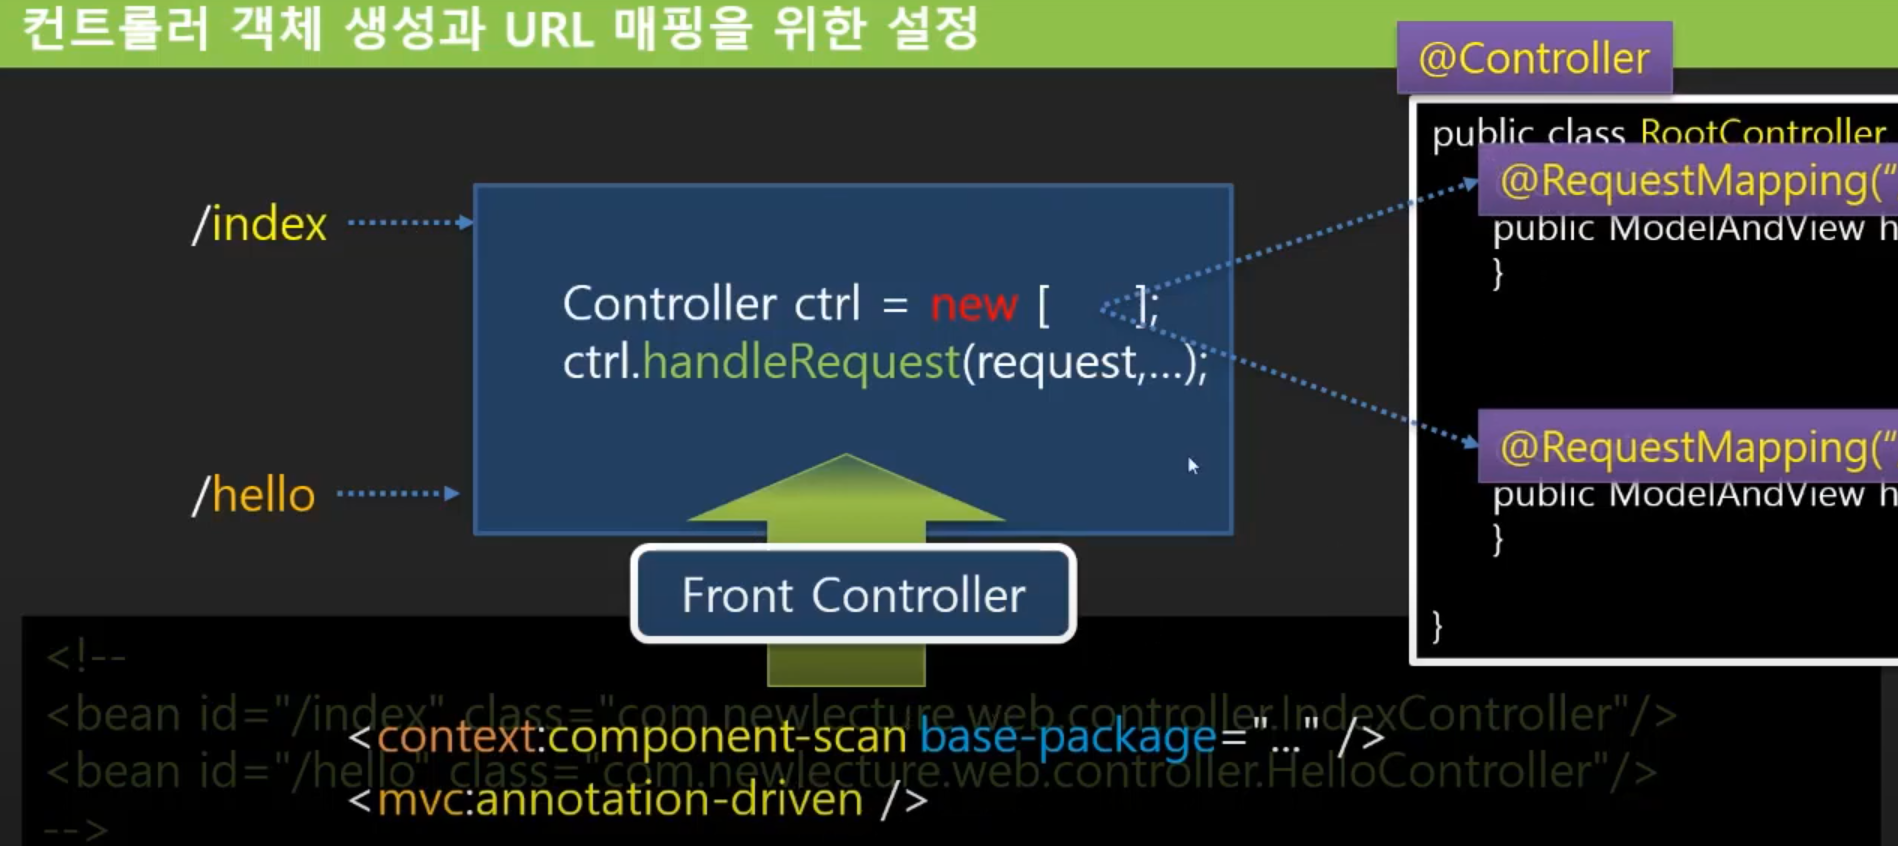 컨트롤러 객체 생성과 URL 매핑을 위한 설정
@Controller
public class RootController
@RequestMapping("
public ModelAndView h
}
@RequestMapping("
public ModelAndView h
}
}
/index
/hello
Controller ctrl = new [ ];
ctrl.handleRequest(request,...);
Front Controller
<!--
<bean id="/index" class="com.newlecture.web.controller.IndexController"/>
<context:component-scan base-package="..." />
<bean id="/hello" class="com.newlecture.web.controller.HelloController"/>
<mvc:annotation-driven />
-->